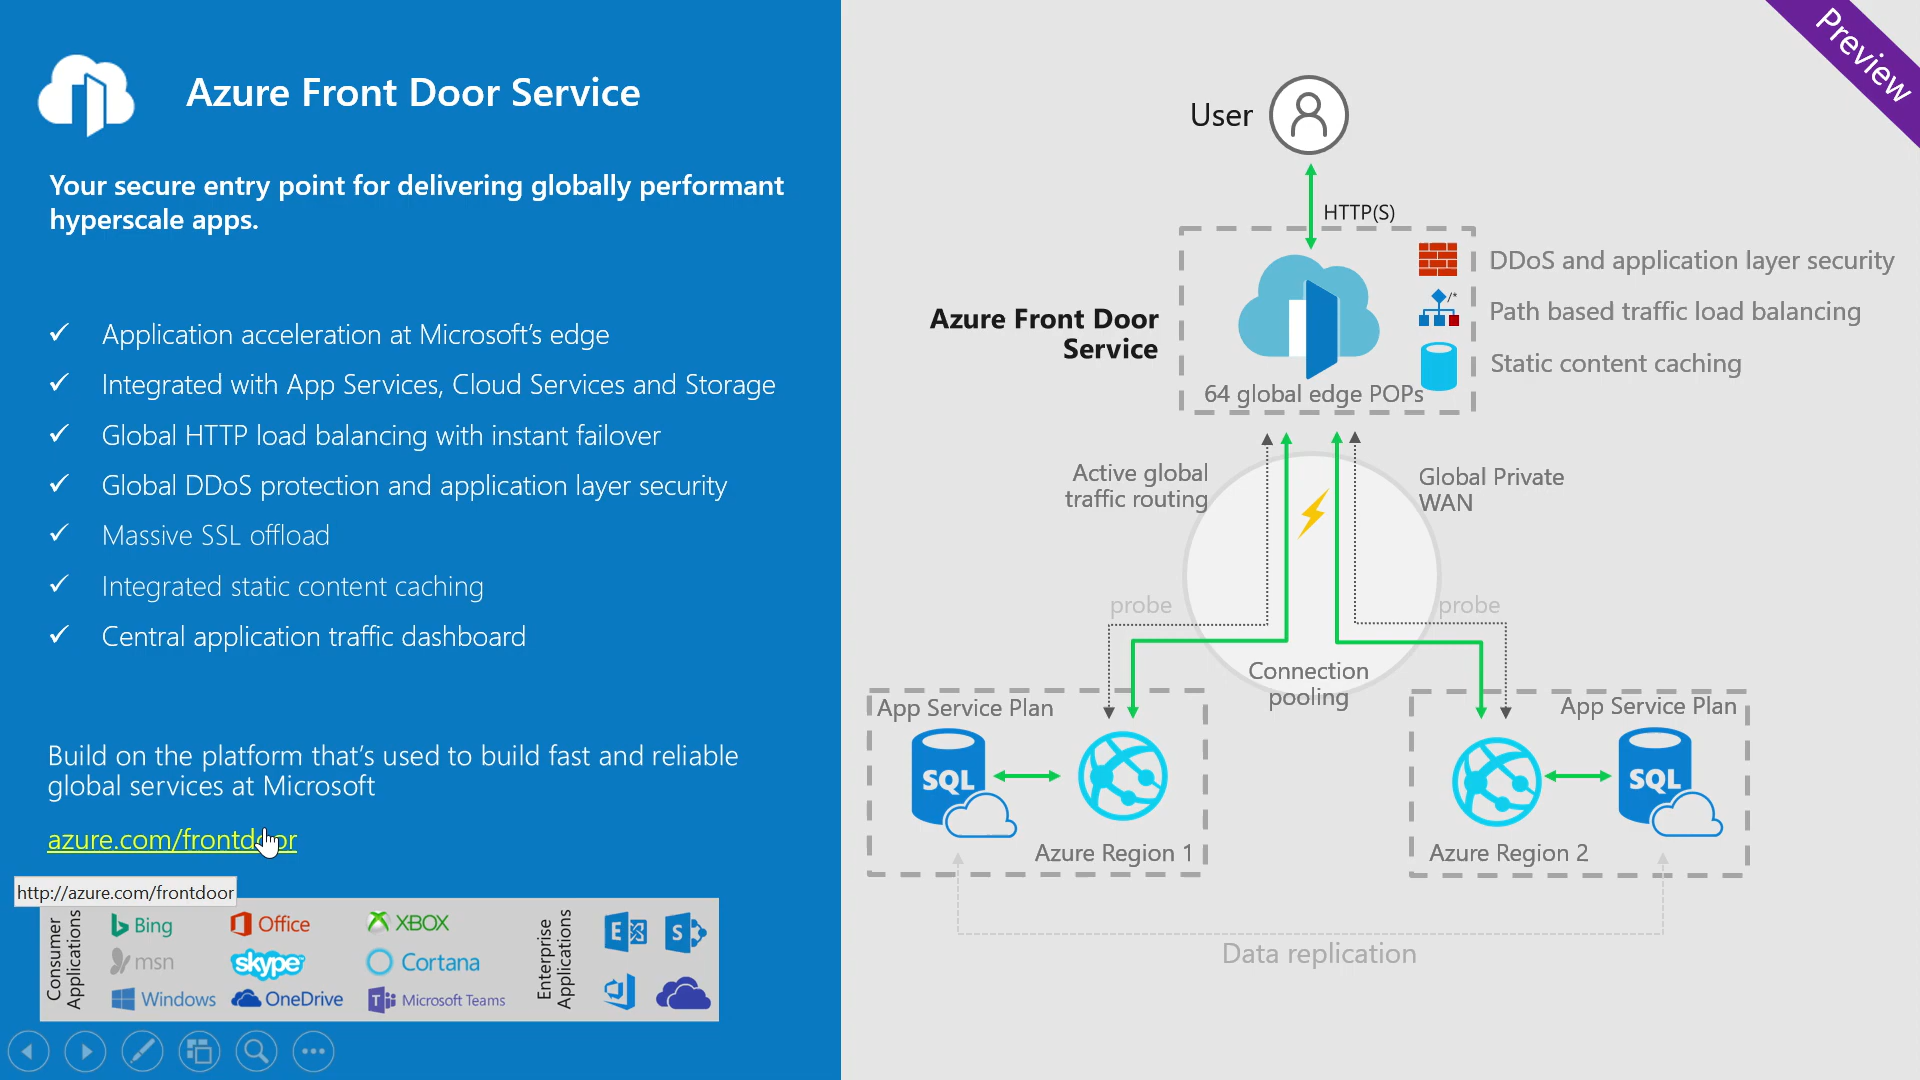 Azure Front Door Service
Your secure entry point for delivering globally performant
hyperscale apps.
Application acceleration at Microsoft's edge
Integrated with App Services, Cloud Services and Storage
Global HTTP load balancing with instant failover
Global DDoS protection and application layer security
Massive SSL offload
Integrated static content caching
Central application traffic dashboard
Build on the platform that's used to build fast and reliable
global services at Microsoft
azure.com/frontdoor
http://azure.com/frontdoor
Consumer
Applications
Bing
Office
XBOX
msn
skype
Cortana
Windows
OneDrive
Microsoft Teams
Enterprise
Applications
E
S
Preview
User
HTTP(S)
Azure Front Door
Service
64 global edge POPs
DDoS and application layer security
/*
Path based traffic load balancing
Static content caching
Active global
traffic routing
Global Private
WAN
probe
probe
Connection
pooling
App Service Plan
SQL
Azure Region 1
App Service Plan
SQL
Azure Region 2
Data replication